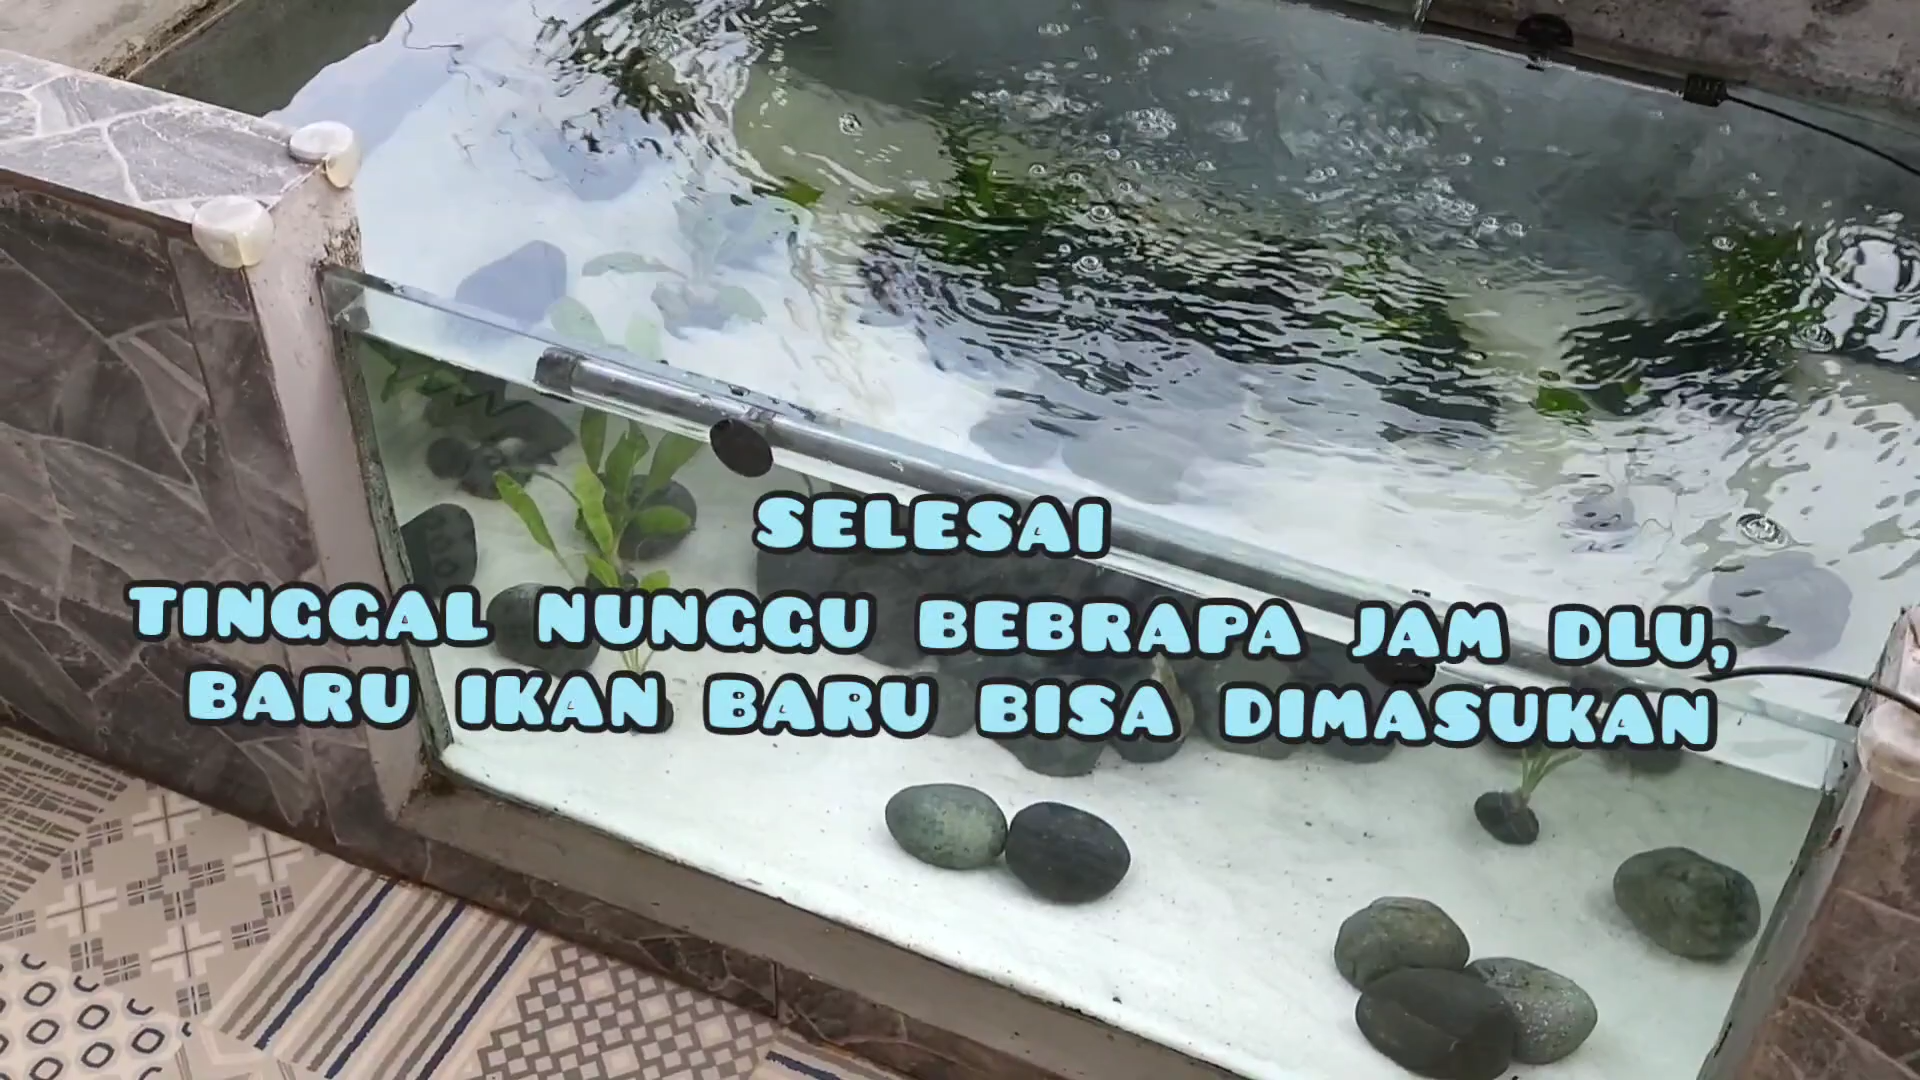 SELESAI
TINGGAL NUNGGU BEBRAPA JAM DLU,
BARU IKAN BARU BISA DIMASUKAN